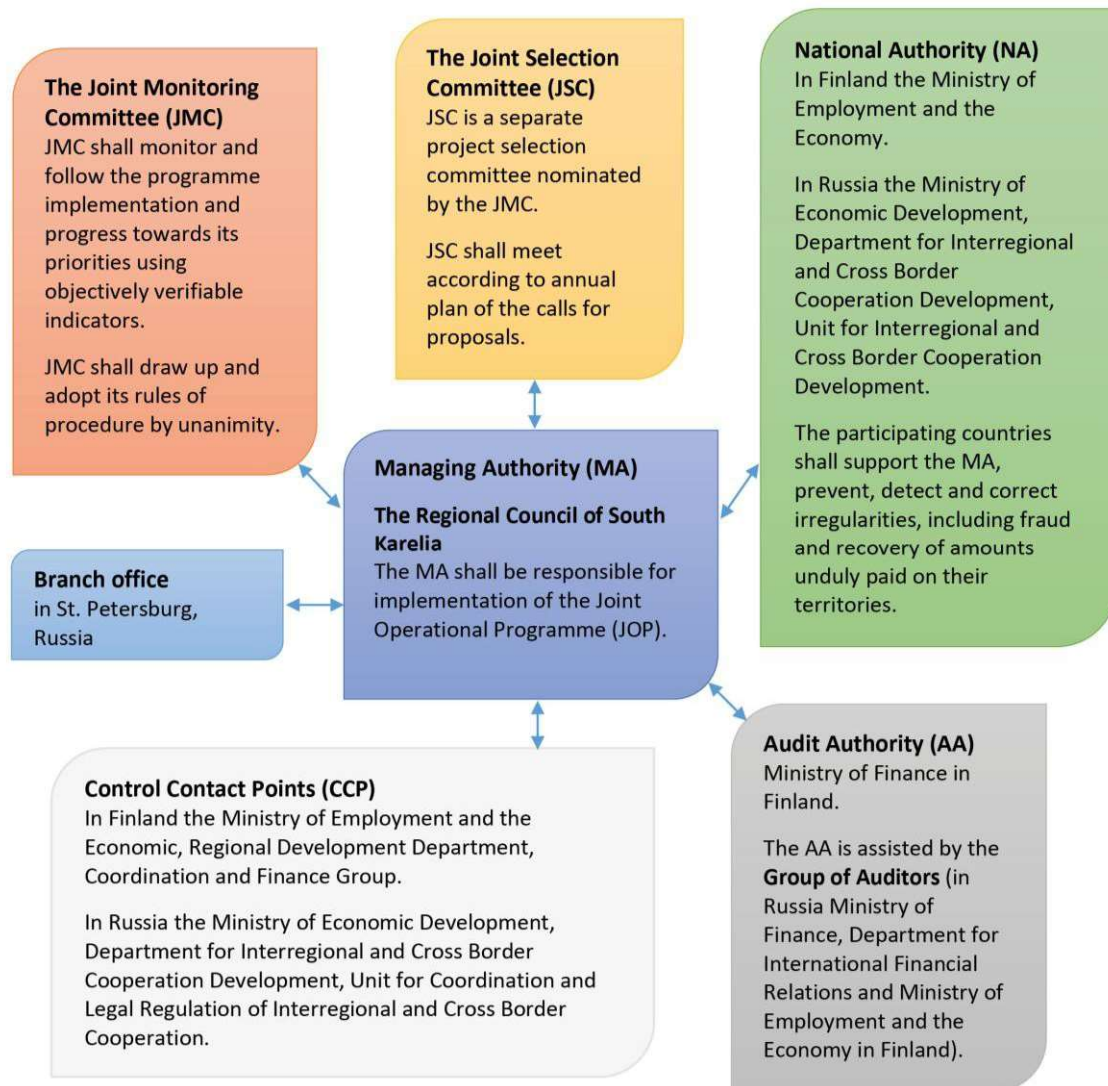 The Joint Monitoring
Committee (JMC)
JMC shall monitor and
follow the programme
implementation and
progress towards its
priorities using
objectively verifiable
indicators.
JMC shall draw up and
adopt its rules of
procedure by unanimity.
The Joint Selection
Committee (JSC)
JSC is a separate
project selection
committee nominated
by the JMC.
JSC shall meet
according to annual
plan of the calls for
proposals.
National Authority (NA)
In Finland the Ministry of
Employment and the
Economy.
In Russia the Ministry of
Economic Development,
Department for Interregional
and Cross Border
Cooperation Development,
Unit for Interregional and
Cross Border Cooperation
Development.
The participating countries
shall support the MA,
prevent, detect and correct
irregularities, including fraud
and recovery of amounts
unduly paid on their
territories.
Managing Authority (MA)
The Regional Council of South
Karelia
The MA shall be responsible for
implementation of the Joint
Operational Programme (JOP).
Branch office
in St. Petersburg,
Russia
Control Contact Points (CCP)
In Finland the Ministry of Employment and the
Economic, Regional Development Department,
Coordination and Finance Group.
In Russia the Ministry of Economic Development,
Department for Interregional and Cross Border
Cooperation Development, Unit for Coordination and
Legal Regulation of Interregional and Cross Border
Cooperation.
Audit Authority (AA)
Ministry of Finance in
Finland.
The AA is assisted by the
Group of Auditors (in
Russia Ministry of
Finance, Department for
International Financial
Relations and Ministry of
Employment and the
Economy in Finland).